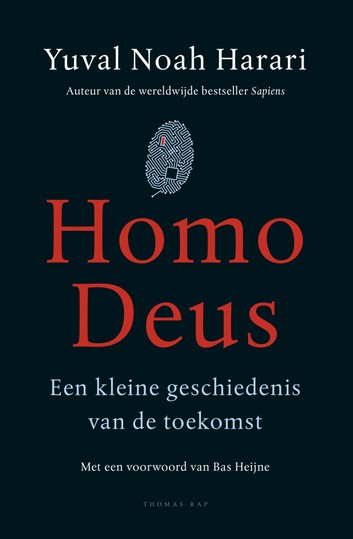 Yuval Noah Harari
Auteur van de wereldwijde bestseller Sapiens
Homo
Deus
Een kleine geschiedenis
van de toekomst
Met een voorwoord van Bas Heijne
THOMAS RAP